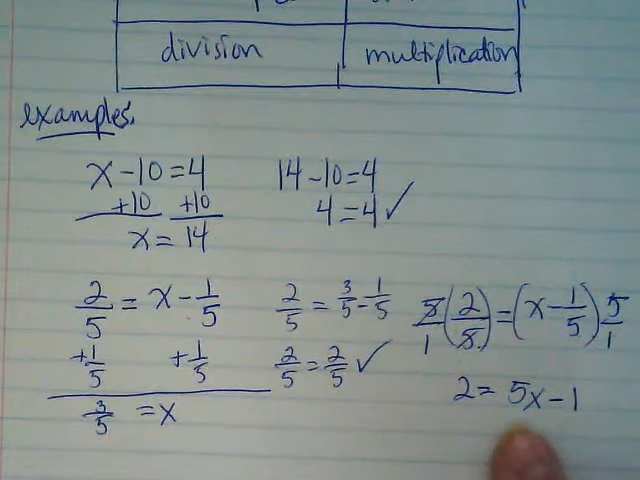 division multiplication
examples:
x - 10 = 4 14 - 10 = 4
+10 +10 4 = 4 ✓
x = 14
2/5 = x - 1/5 2/5 = 3/5 - 1/5 5/1 (2/5) = (x - 1/5) 5/1
+1/5 +1/5 2/5 = 2/5 ✓
3/5 = x 2 = 5x - 1